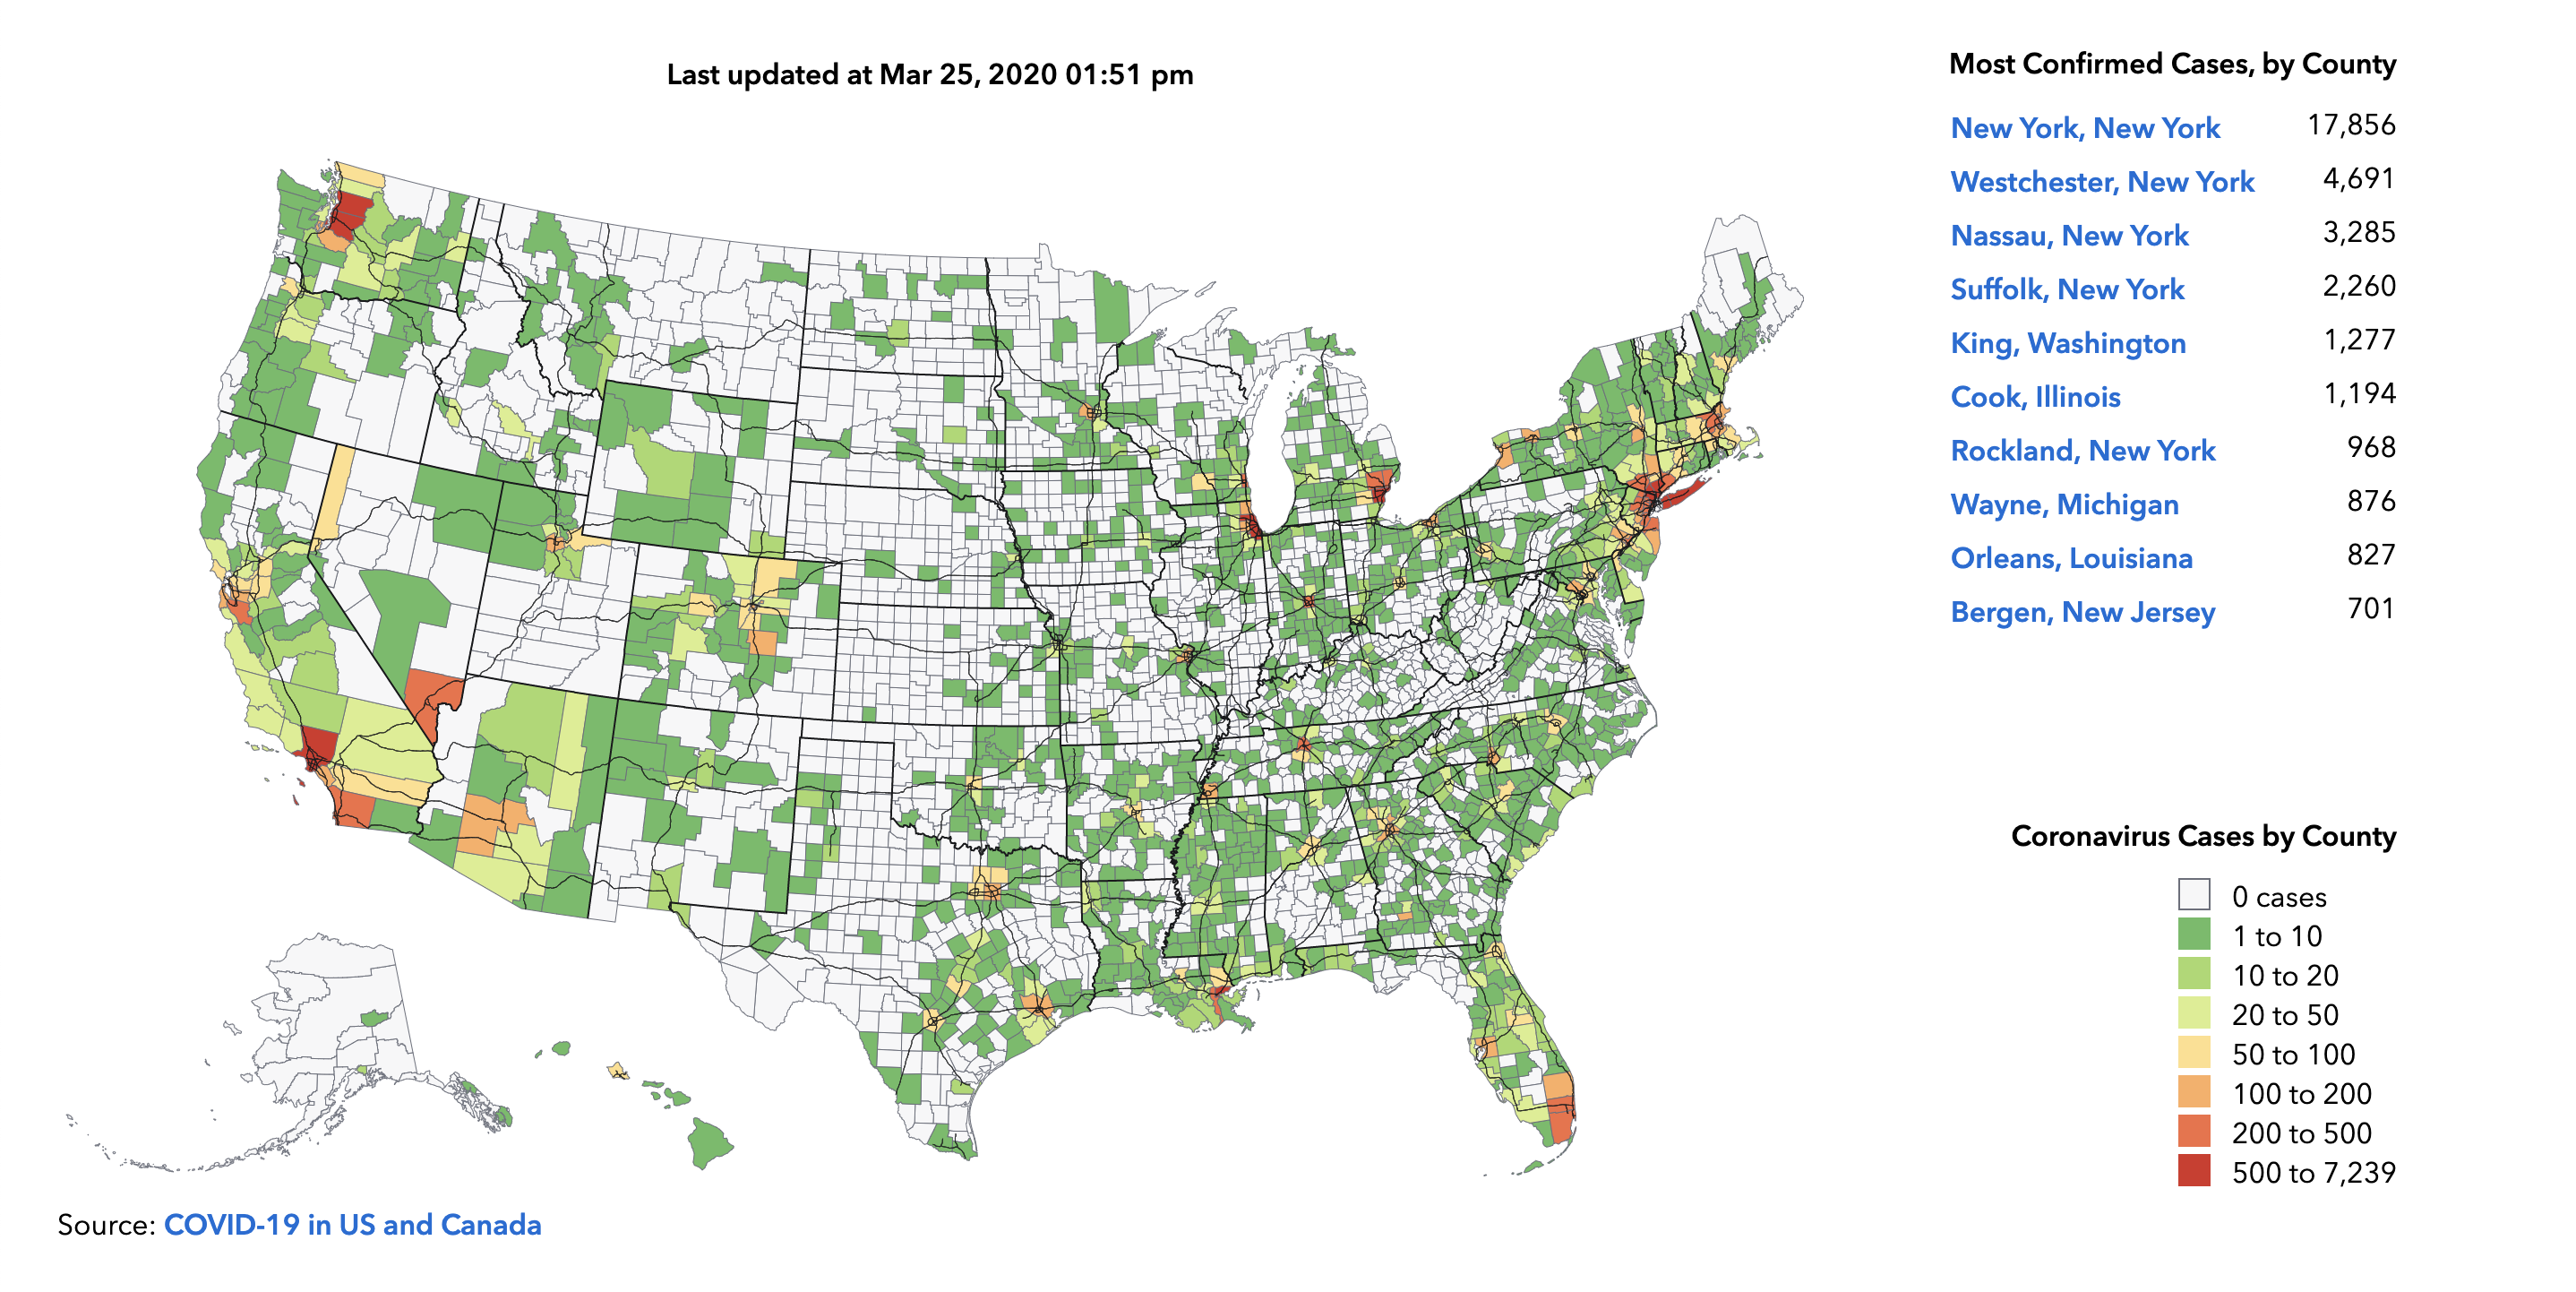 Last updated at Mar 25, 2020 01:51 pm
Most Confirmed Cases, by County
New York, New York 17,856
Westchester, New York 4,691
Nassau, New York 3,285
Suffolk, New York 2,260
King, Washington 1,277
Cook, Illinois 1,194
Rockland, New York 968
Wayne, Michigan 876
Orleans, Louisiana 827
Bergen, New Jersey 701
Coronavirus Cases by County
0 cases
1 to 10
10 to 20
20 to 50
50 to 100
100 to 200
200 to 500
500 to 7,239
Source: COVID-19 in US and Canada